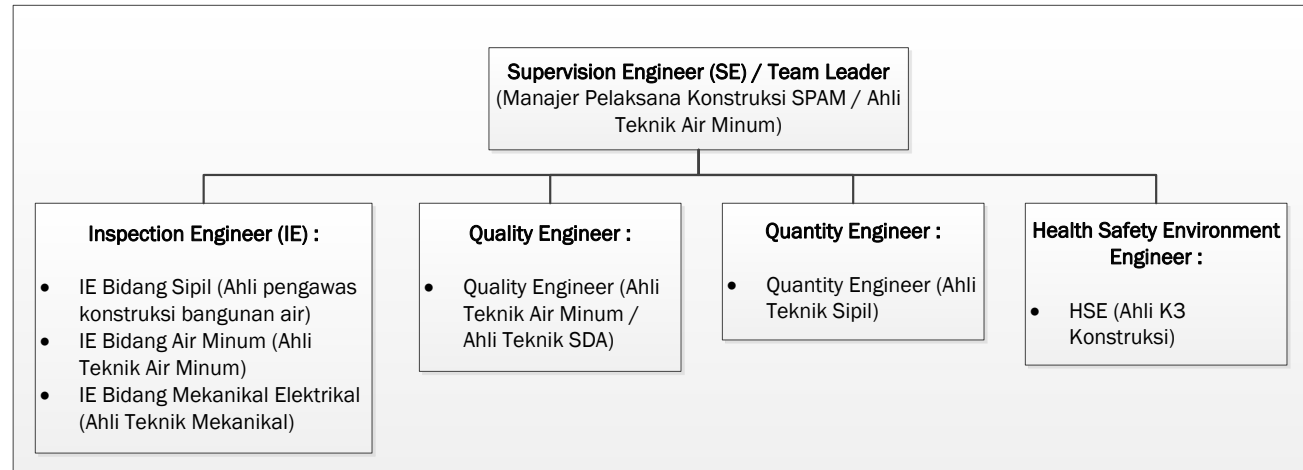 Supervision Engineer (SE) / Team Leader
(Manajer Pelaksana Konstruksi SPAM / Ahli
Teknik Air Minum)
Inspection Engineer (IE) :
• IE Bidang Sipil (Ahli pengawas
konstruksi bangunan air)
• IE Bidang Air Minum (Ahli
Teknik Air Minum)
• IE Bidang Mekanikal Elektrikal
(Ahli Teknik Mekanikal)
Quality Engineer :
• Quality Engineer (Ahli
Teknik Air Minum /
Ahli Teknik SDA)
Quantity Engineer :
• Quantity Engineer (Ahli
Teknik Sipil)
Health Safety Environment
Engineer :
• HSE (Ahli K3
Konstruksi)